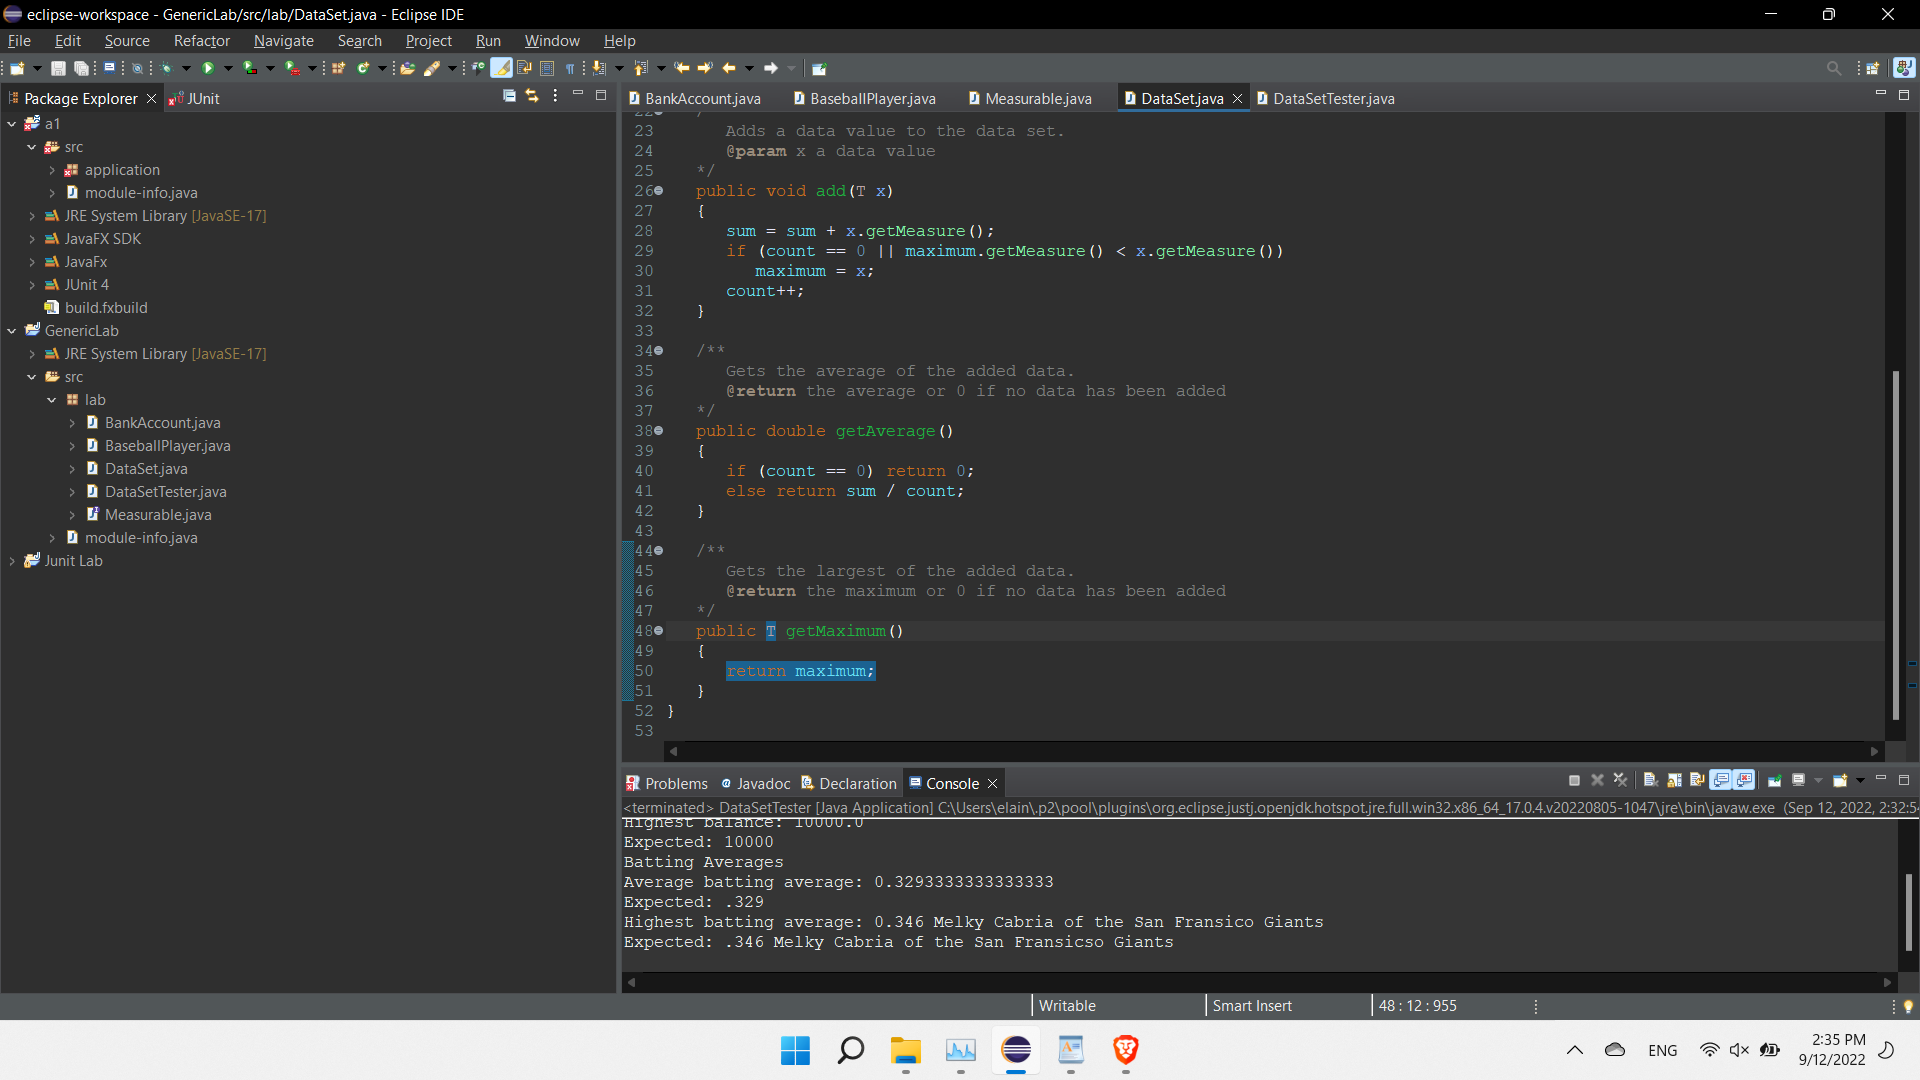 eclipse-workspace - GenericLab/src/lab/DataSet.java - Eclipse IDE
File Edit Source Refactor Navigate Search Project Run Window Help
Package Explorer JUnit
a1
src
application
module-info.java
JRE System Library [JavaSE-17]
JavaFX SDK
JavaFx
JUnit 4
build.fxbuild
GenericLab
JRE System Library [JavaSE-17]
src
lab
BankAccount.java
BaseballPlayer.java
DataSet.java
DataSetTester.java
Measurable.java
module-info.java
Junit Lab
BankAccount.java BaseballPlayer.java Measurable.java DataSet.java DataSetTester.java
22
23 Adds a data value to the data set.
24 @param x a data value
25 */
26 public void add(T x)
27 {
28 sum = sum + x.getMeasure();
29 if (count == 0 || maximum.getMeasure() < x.getMeasure())
30 maximum = x;
31 count++;
32 }
33
34 /**
35 Gets the average of the added data.
36 @return the average or 0 if no data has been added
37 */
38 public double getAverage()
39 {
40 if (count == 0) return 0;
41 else return sum / count;
42 }
43
44 /**
45 Gets the largest of the added data.
46 @return the maximum or 0 if no data has been added
47 */
48 public T getMaximum()
49 {
50 return maximum;
51 }
52 }
53
Problems Javadoc Declaration Console
<terminated> DataSetTester [Java Application] C:\Users\elain\.p2\pool\plugins\org.eclipse.justj.openjdk.hotspot.jre.full.win32.x86_64_17.0.4.v20220805-1047\jre\bin\javaw.exe (Sep 12, 2022, 2:32:54
Highest balance: 10000.0
Expected: 10000
Batting Averages
Average batting average: 0.3293333333333333
Expected: .329
Highest batting average: 0.346 Melky Cabria of the San Fransico Giants
Expected: .346 Melky Cabria of the San Fransicso Giants
Writable Smart Insert 48 : 12 : 955
ENG
2:35 PM
9/12/2022